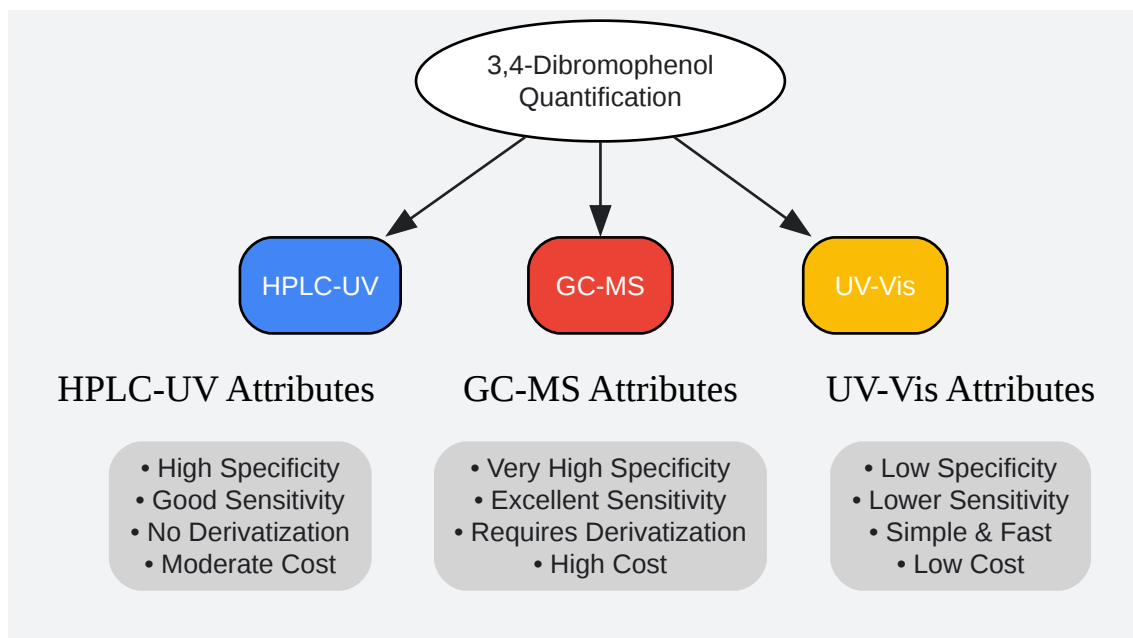 3,4-Dibromophenol
Quantification
HPLC-UV
GC-MS
UV-Vis
HPLC-UV Attributes
GC-MS Attributes
UV-Vis Attributes
• High Specificity
• Good Sensitivity
• No Derivatization
• Moderate Cost
• Very High Specificity
• Excellent Sensitivity
• Requires Derivatization
• High Cost
• Low Specificity
• Lower Sensitivity
• Simple & Fast
• Low Cost